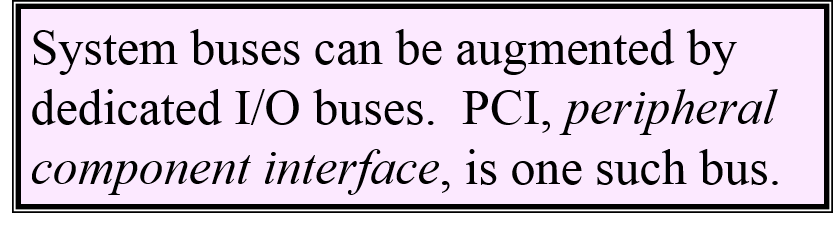 System buses can be augmented by
dedicated I/O buses.  PCI, peripheral
component interface, is one such bus.